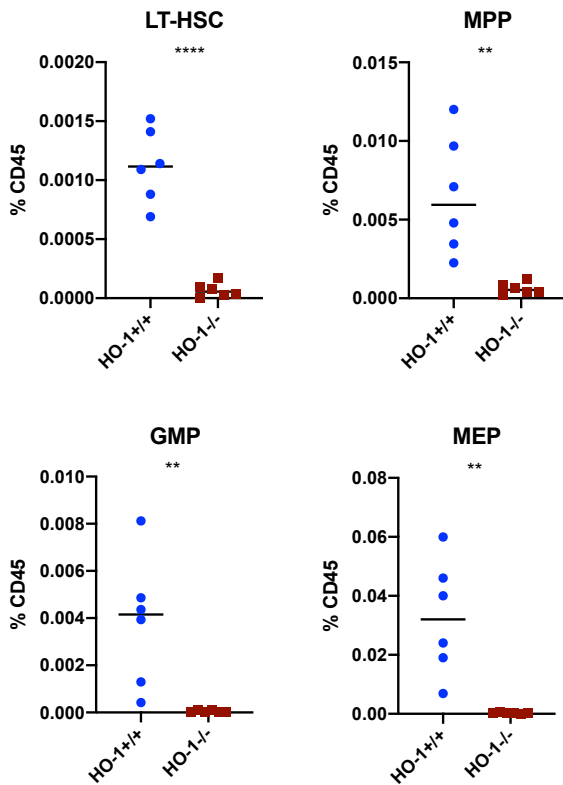 LT-HSC
****
% CD45
0.0020
0.0015
0.0010
0.0005
0.0000
HO-1+/+
HO-1-/-
MPP
**
% CD45
0.015
0.010
0.005
0.000
HO-1+/+
HO-1-/-
GMP
**
% CD45
0.010
0.008
0.006
0.004
0.002
0.000
HO-1+/+
HO-1-/-
MEP
**
% CD45
0.08
0.06
0.04
0.02
0.00
HO-1+/+
HO-1-/-